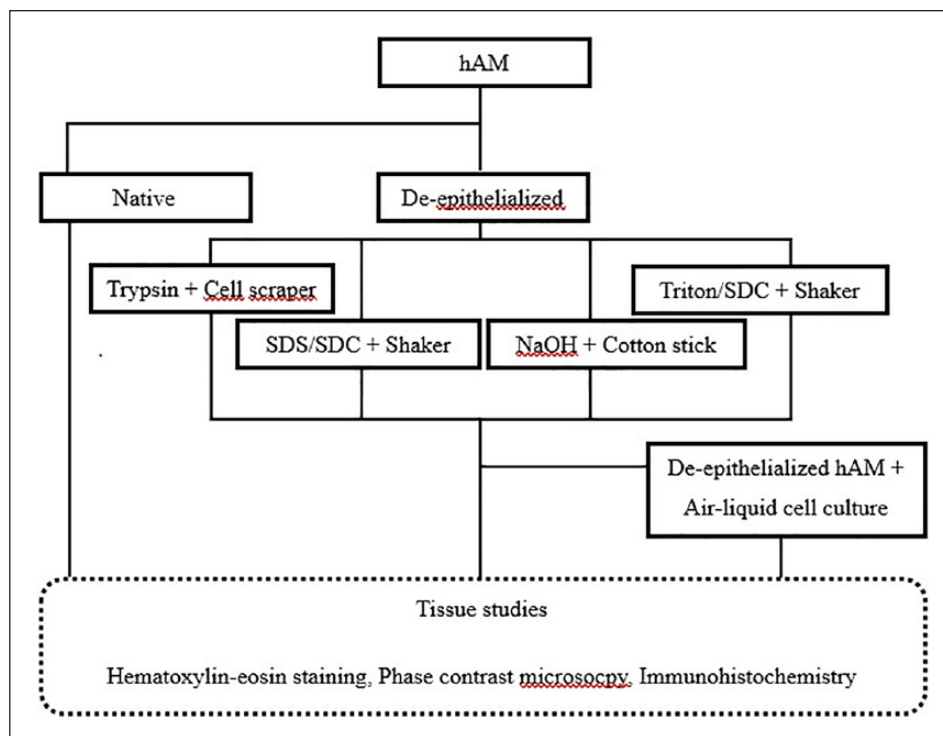 hAM
Native
De-epithelialized
Trypsin + Cell scraper
Triton/SDC + Shaker
SDS/SDC + Shaker
NaOH + Cotton stick
De-epithelialized hAM +
Air-liquid cell culture
Tissue studies
Hematoxylin-eosin staining, Phase contrast microsocpy, Immunohistochemistry